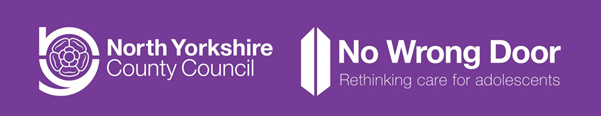 North Yorkshire
County Council
No Wrong Door
Rethinking care for adolescents